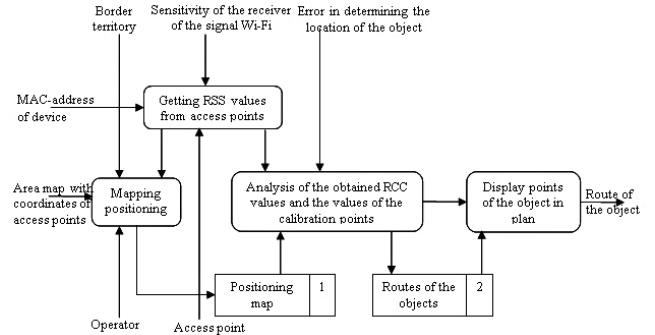 Border
territory
Sensitivity of the receiver
of the signal Wi-Fi
Error in determining the
location of the object
MAC-address
of device
Getting RSS values
from access points
Area map with
coordinates of
access points
Mapping
positioning
Analysis of the obtained RCC
values and the values of the
calibration points
Display points
of the object in
plan
Route of
the object
Positioning
map
1
Routes of the
objects
2
Operator
Access point